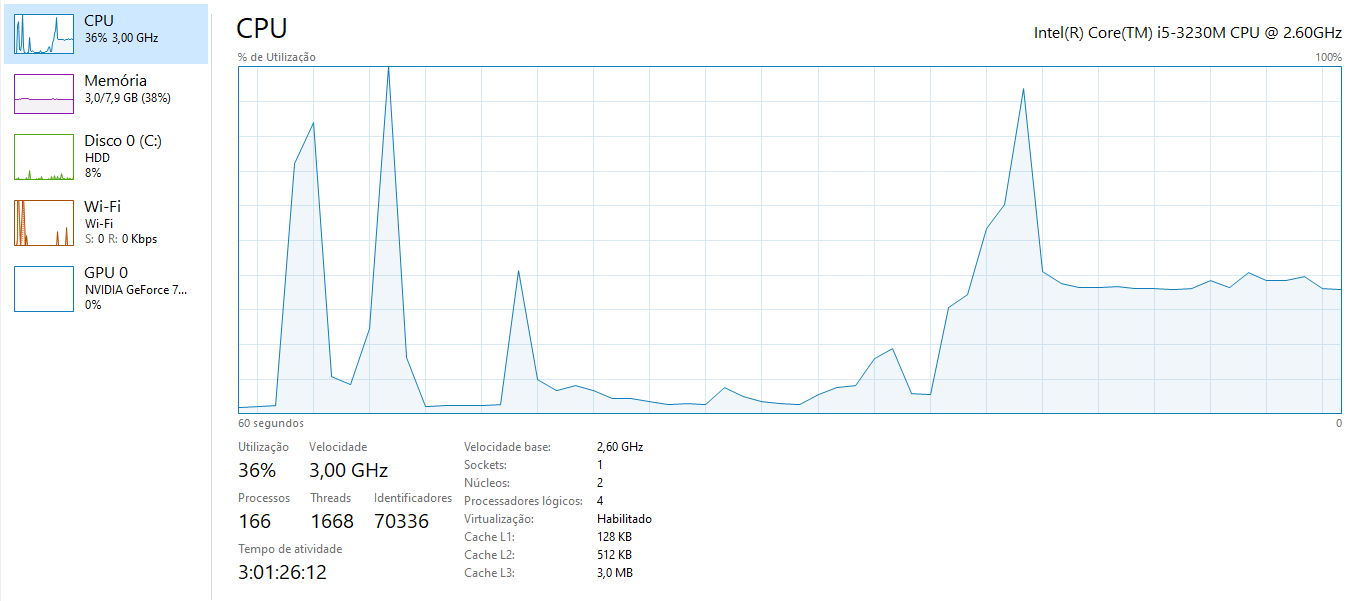 CPU
36% 3,00 GHz
Memória
3,0/7,9 GB (38%)
Disco 0 (C:)
HDD
8%
Wi-Fi
Wi-Fi
S: 0 R: 0 Kbps
GPU 0
NVIDIA GeForce 7...
0%
CPU
Intel(R) Core(TM) i5-3230M CPU @ 2.60GHz
% de Utilização 100%
60 segundos 0
Utilização Velocidade
36% 3,00 GHz
Processos Threads Identificadores
166 1668 70336
Tempo de atividade
3:01:26:12
Velocidade base: 2,60 GHz
Sockets: 1
Núcleos: 2
Processadores lógicos: 4
Virtualização: Habilitado
Cache L1: 128 KB
Cache L2: 512 KB
Cache L3: 3,0 MB